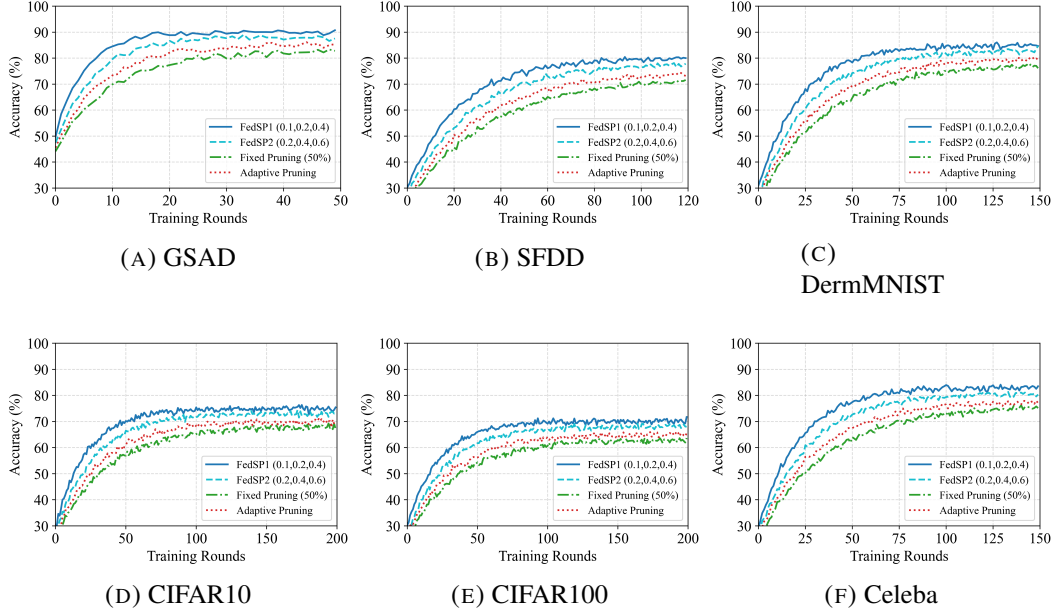 100
90
80
70
60
50
40
30
Accuracy (%)
FedSP1 (0.1,0.2,0.4)
FedSP2 (0.2,0.4,0.6)
Fixed Pruning (50%)
Adaptive Pruning
0 10 20 30 40 50
Training Rounds
(A) GSAD
100
90
80
70
60
50
40
30
Accuracy (%)
FedSP1 (0.1,0.2,0.4)
FedSP2 (0.2,0.4,0.6)
Fixed Pruning (50%)
Adaptive Pruning
0 20 40 60 80 100 120
Training Rounds
(B) SFDD
100
90
80
70
60
50
40
30
Accuracy (%)
FedSP1 (0.1,0.2,0.4)
FedSP2 (0.2,0.4,0.6)
Fixed Pruning (50%)
Adaptive Pruning
0 25 50 75 100 125 150
Training Rounds
(C)
DermMNIST
100
90
80
70
60
50
40
30
Accuracy (%)
FedSP1 (0.1,0.2,0.4)
FedSP2 (0.2,0.4,0.6)
Fixed Pruning (50%)
Adaptive Pruning
0 50 100 150 200
Training Rounds
(D) CIFAR10
100
90
80
70
60
50
40
30
Accuracy (%)
FedSP1 (0.1,0.2,0.4)
FedSP2 (0.2,0.4,0.6)
Fixed Pruning (50%)
Adaptive Pruning
0 50 100 150 200
Training Rounds
(E) CIFAR100
100
90
80
70
60
50
40
30
Accuracy (%)
FedSP1 (0.1,0.2,0.4)
FedSP2 (0.2,0.4,0.6)
Fixed Pruning (50%)
Adaptive Pruning
0 25 50 75 100 125 150
Training Rounds
(F) Celeba